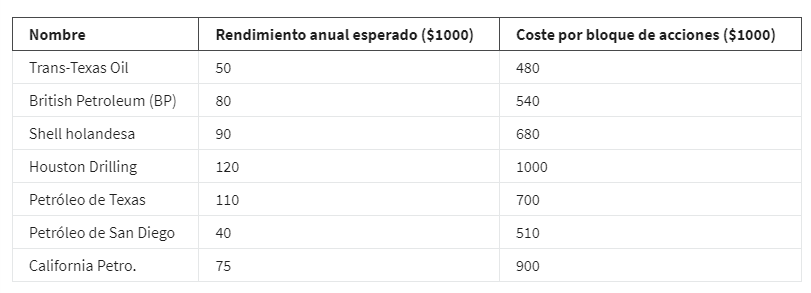 Nombre Rendimiento anual esperado ($1000) Coste por bloque de acciones ($1000)
Trans-Texas Oil 50 480
British Petroleum (BP) 80 540
Shell holandesa 90 680
Houston Drilling 120 1000
Petróleo de Texas 110 700
Petróleo de San Diego 40 510
California Petro. 75 900